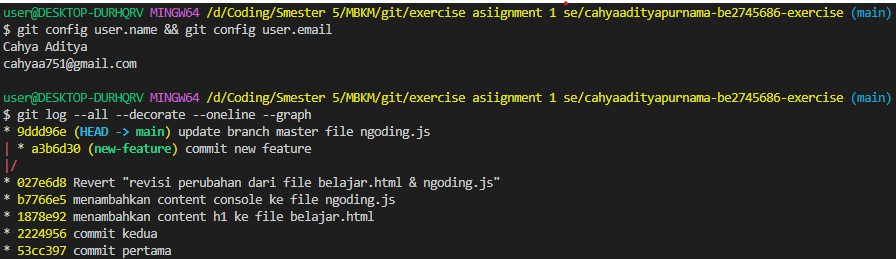 user@DESKTOP-DURHQRV MINGW64 /d/Coding/Smester 5/MBKM/git/exercise asiignment 1 se/cahyaadityapurnama-be2745686-exercise (main)
$ git config user.name && git config user.email
Cahya Aditya
cahyaa751@gmail.com
user@DESKTOP-DURHQRV MINGW64 /d/Coding/Smester 5/MBKM/git/exercise asiignment 1 se/cahyaadityapurnama-be2745686-exercise (main)
$ git log --all --decorate --oneline --graph
* 9ddd96e (HEAD -> main) update branch master file ngoding.js
| * a3b6d30 (new-feature) commit new feature
|/
* 027e6d8 Revert "revisi perubahan dari file belajar.html & ngoding.js"
* b7766e5 menambahkan content console ke file ngoding.js
* 1878e92 menambahkan content h1 ke file belajar.html
* 2224956 commit kedua
* 53cc397 commit pertama